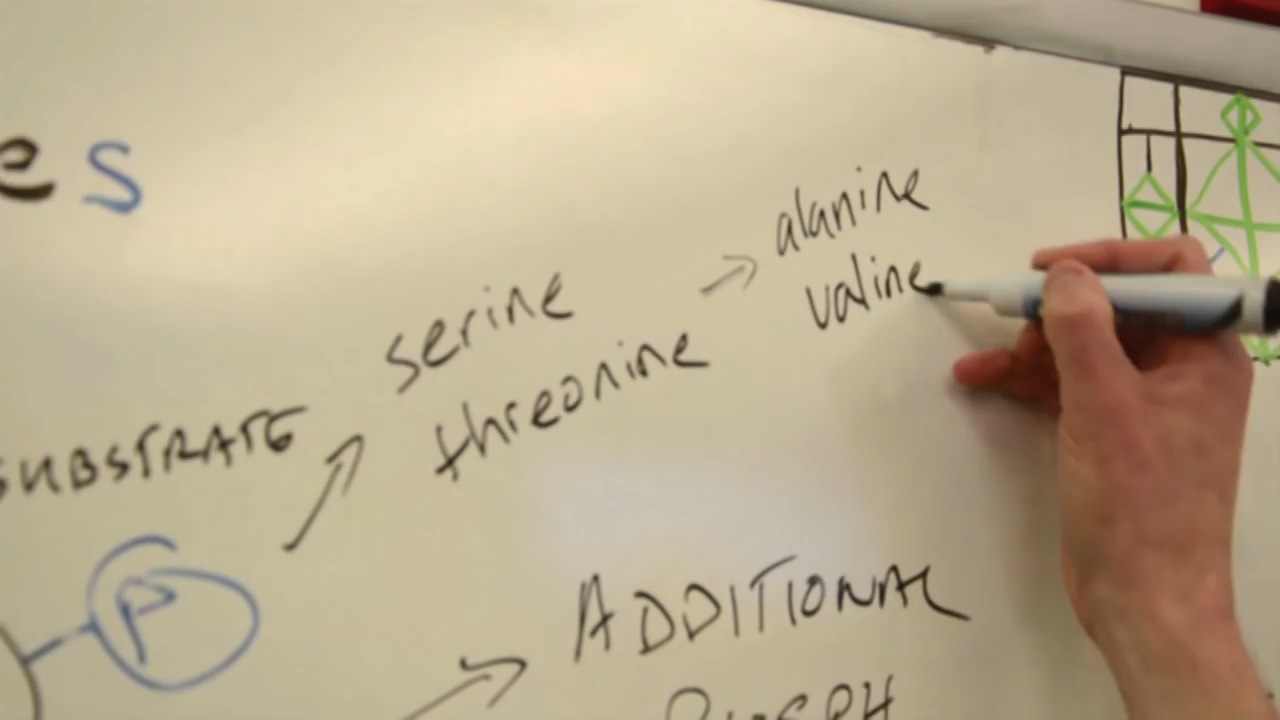 es
alanine
valine
serine
threonine
SUBSTRATE
P
ADDITIONAL